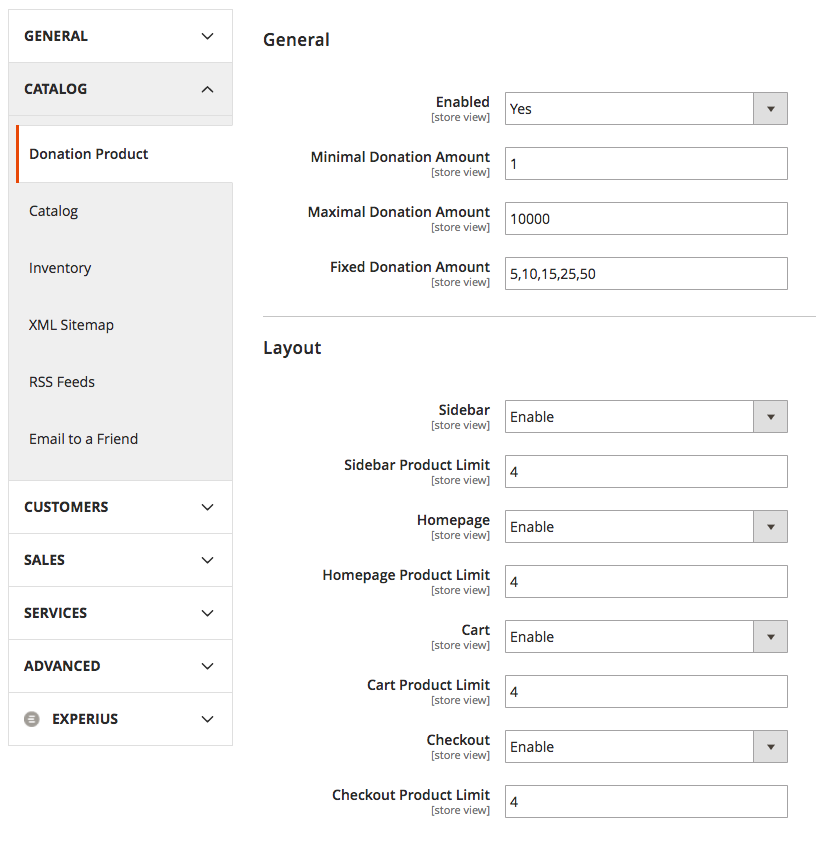 GENERAL
CATALOG
Donation Product
Catalog
Inventory
XML Sitemap
RSS Feeds
Email to a Friend
CUSTOMERS
SALES
SERVICES
ADVANCED
EXPERIUS
General
Enabled
[store view]
Yes
Minimal Donation Amount
[store view]
1
Maximal Donation Amount
[store view]
10000
Fixed Donation Amount
[store view]
5,10,15,25,50
Layout
Sidebar
[store view]
Enable
Sidebar Product Limit
[store view]
4
Homepage
[store view]
Enable
Homepage Product Limit
[store view]
4
Cart
[store view]
Enable
Cart Product Limit
[store view]
4
Checkout
[store view]
Enable
Checkout Product Limit
[store view]
4